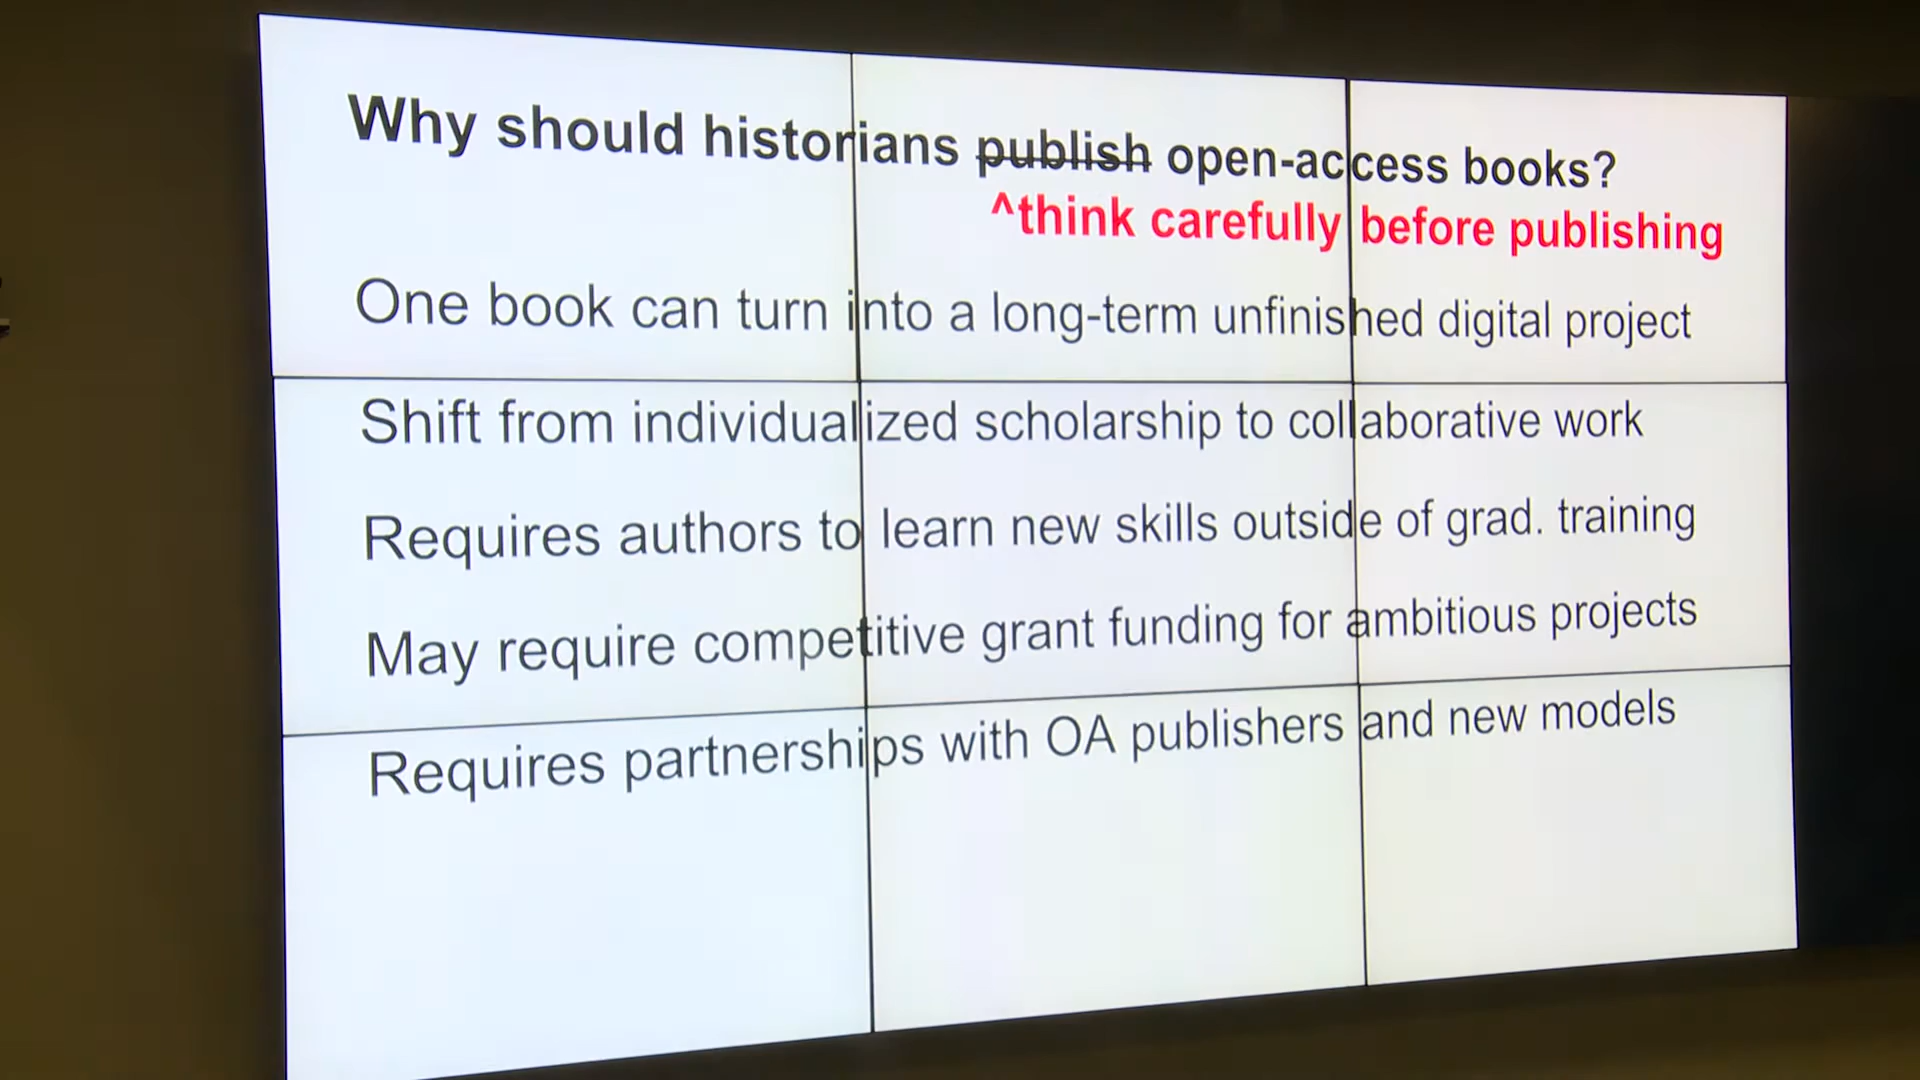 Why should historians publish open-access books?
^think carefully before publishing
One book can turn into a long-term unfinished digital project
Shift from individualized scholarship to collaborative work
Requires authors to learn new skills outside of grad. training
May require competitive grant funding for ambitious projects
Requires partnerships with OA publishers and new models